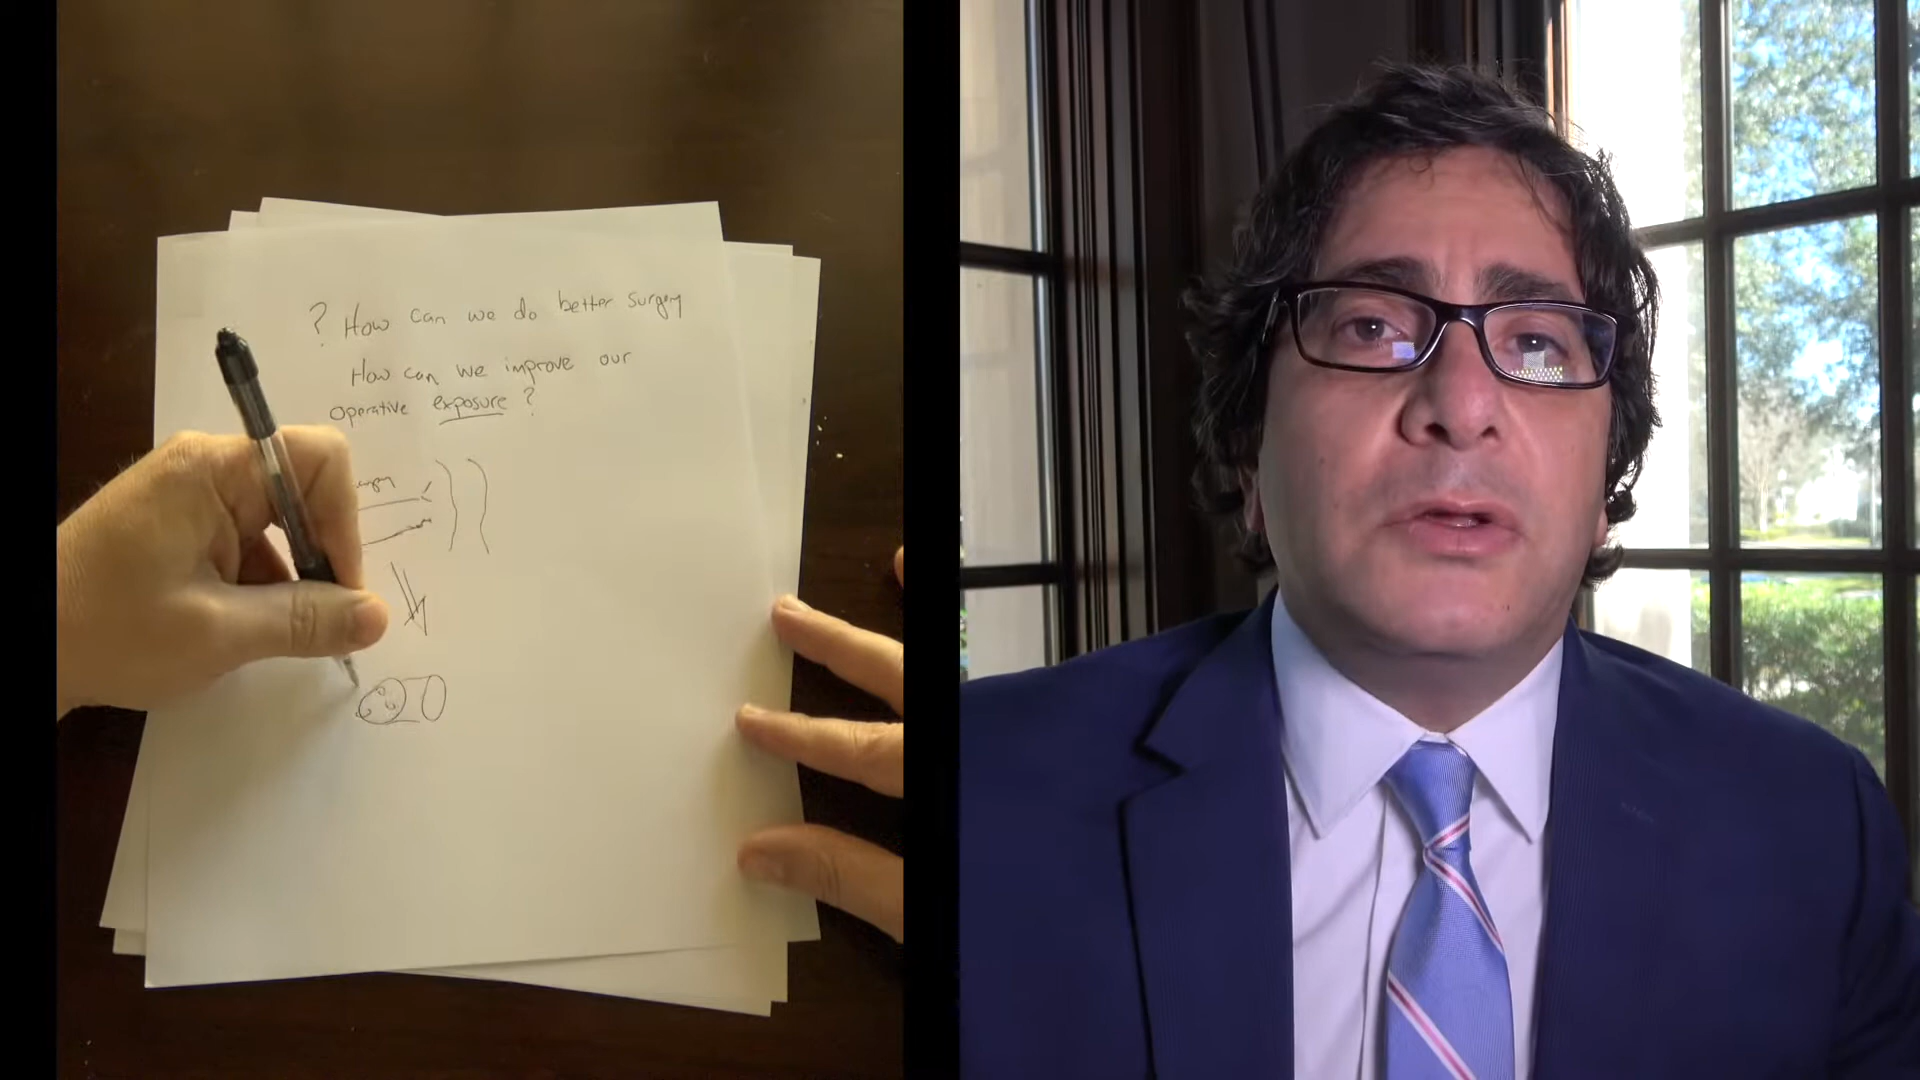 ? How can we do better surgery
How can we improve our
operative exposure ?